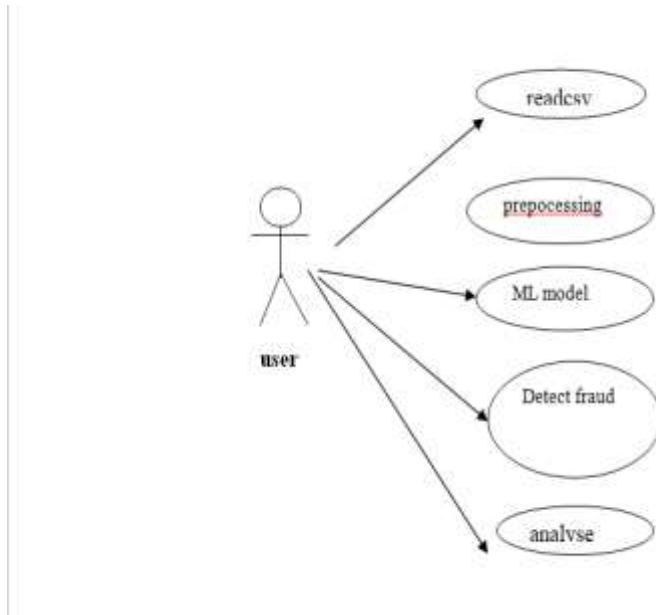 readcsv
prepocessing
ML model
user
Detect fraud
analyse